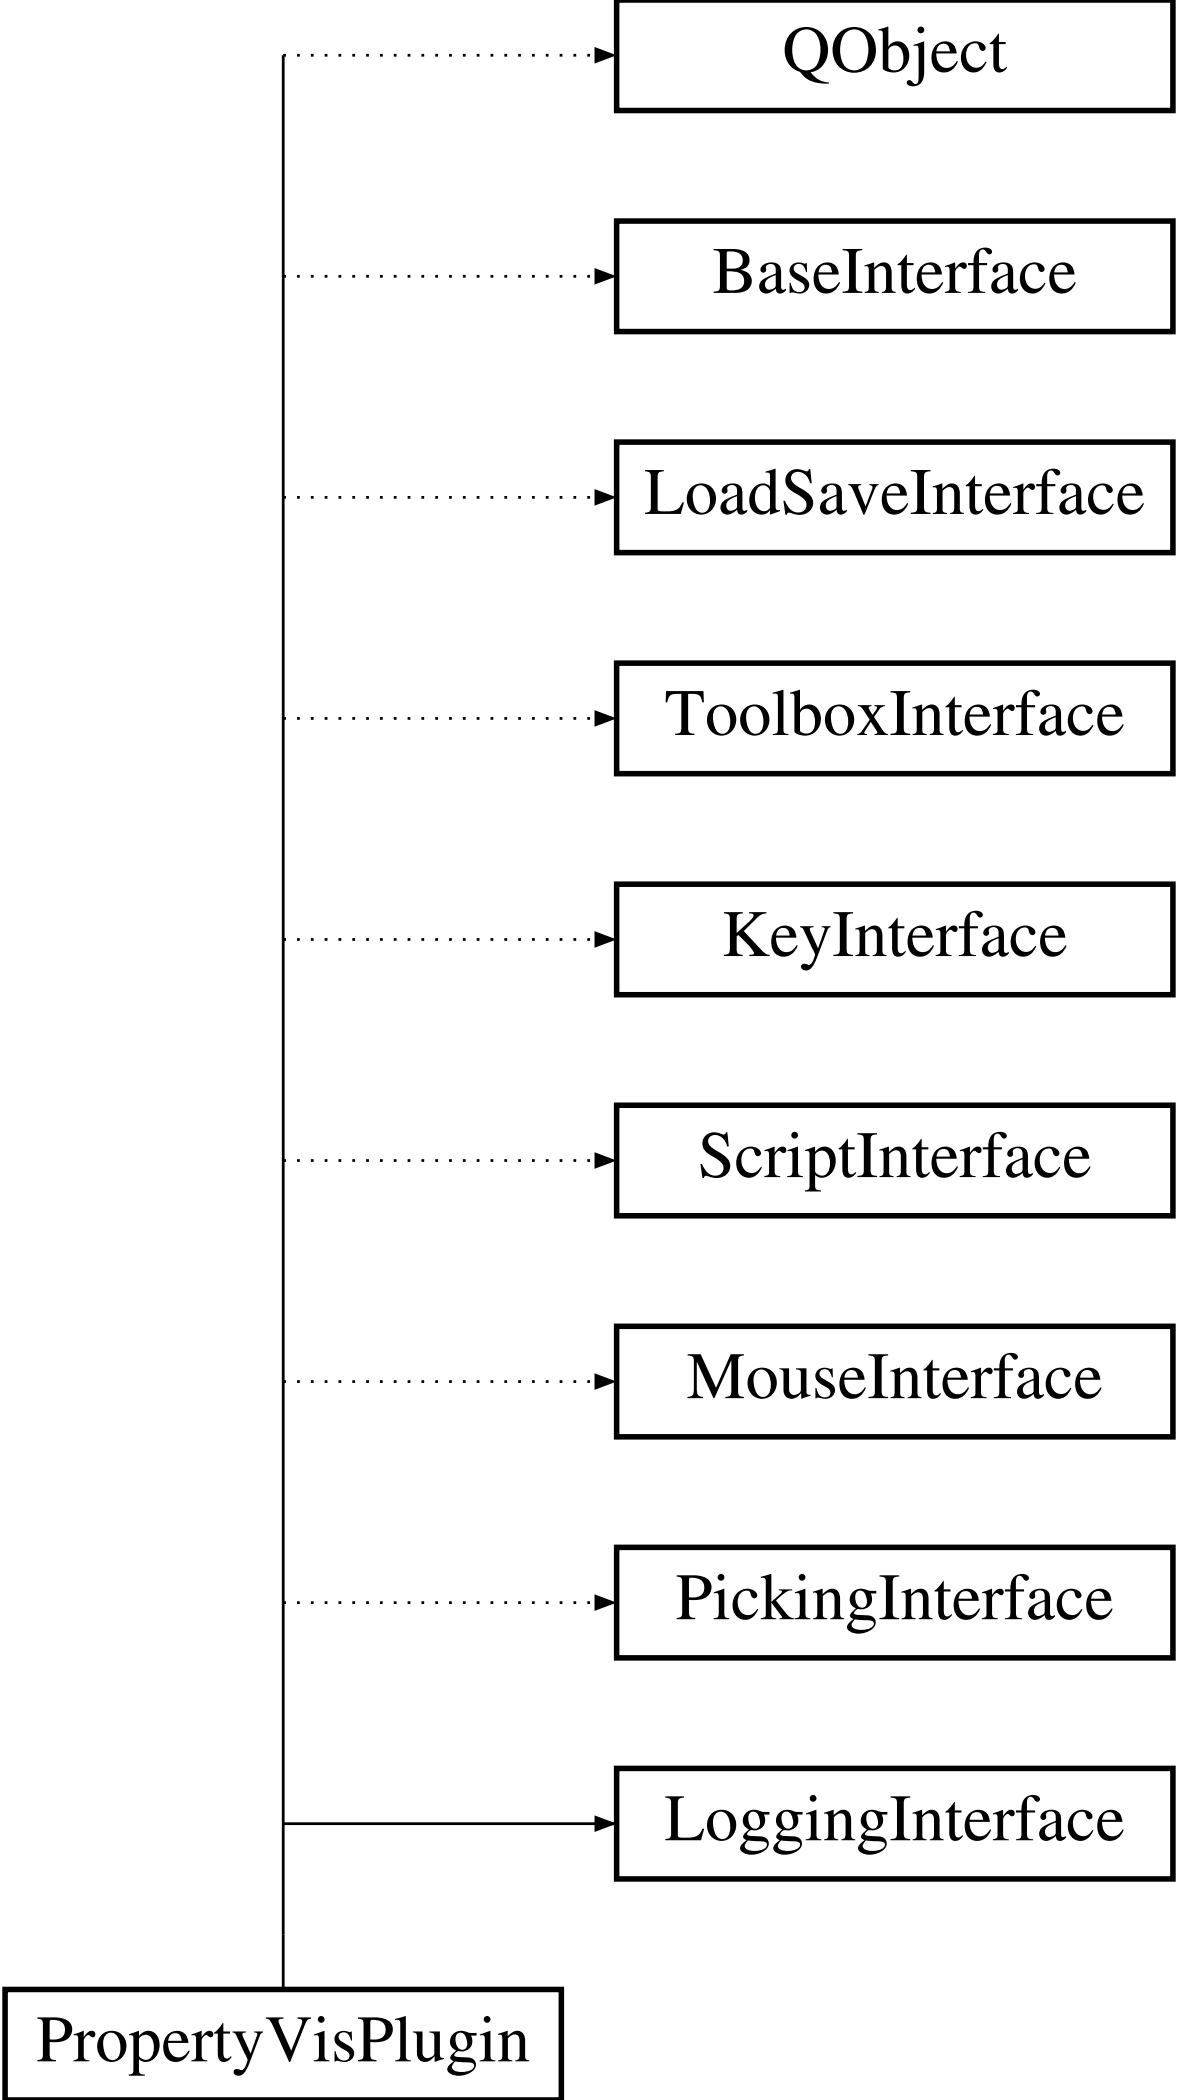 QObject
BaseInterface
LoadSaveInterface
ToolboxInterface
KeyInterface
ScriptInterface
MouseInterface
PickingInterface
LoggingInterface
PropertyVisPlugin